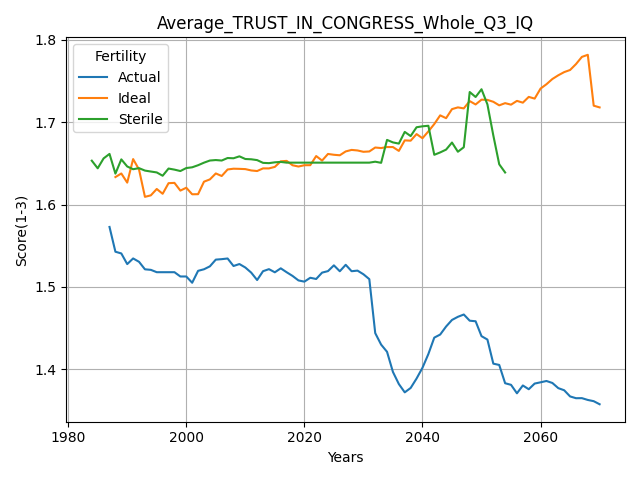 Average_TRUST_IN_CONGRESS_Whole_Q3_IQ
Fertility
Actual
Ideal
Sterile
Score(1-3)
1.8
1.7
1.6
1.5
1.4
1980
2000
2020
2040
2060
Years